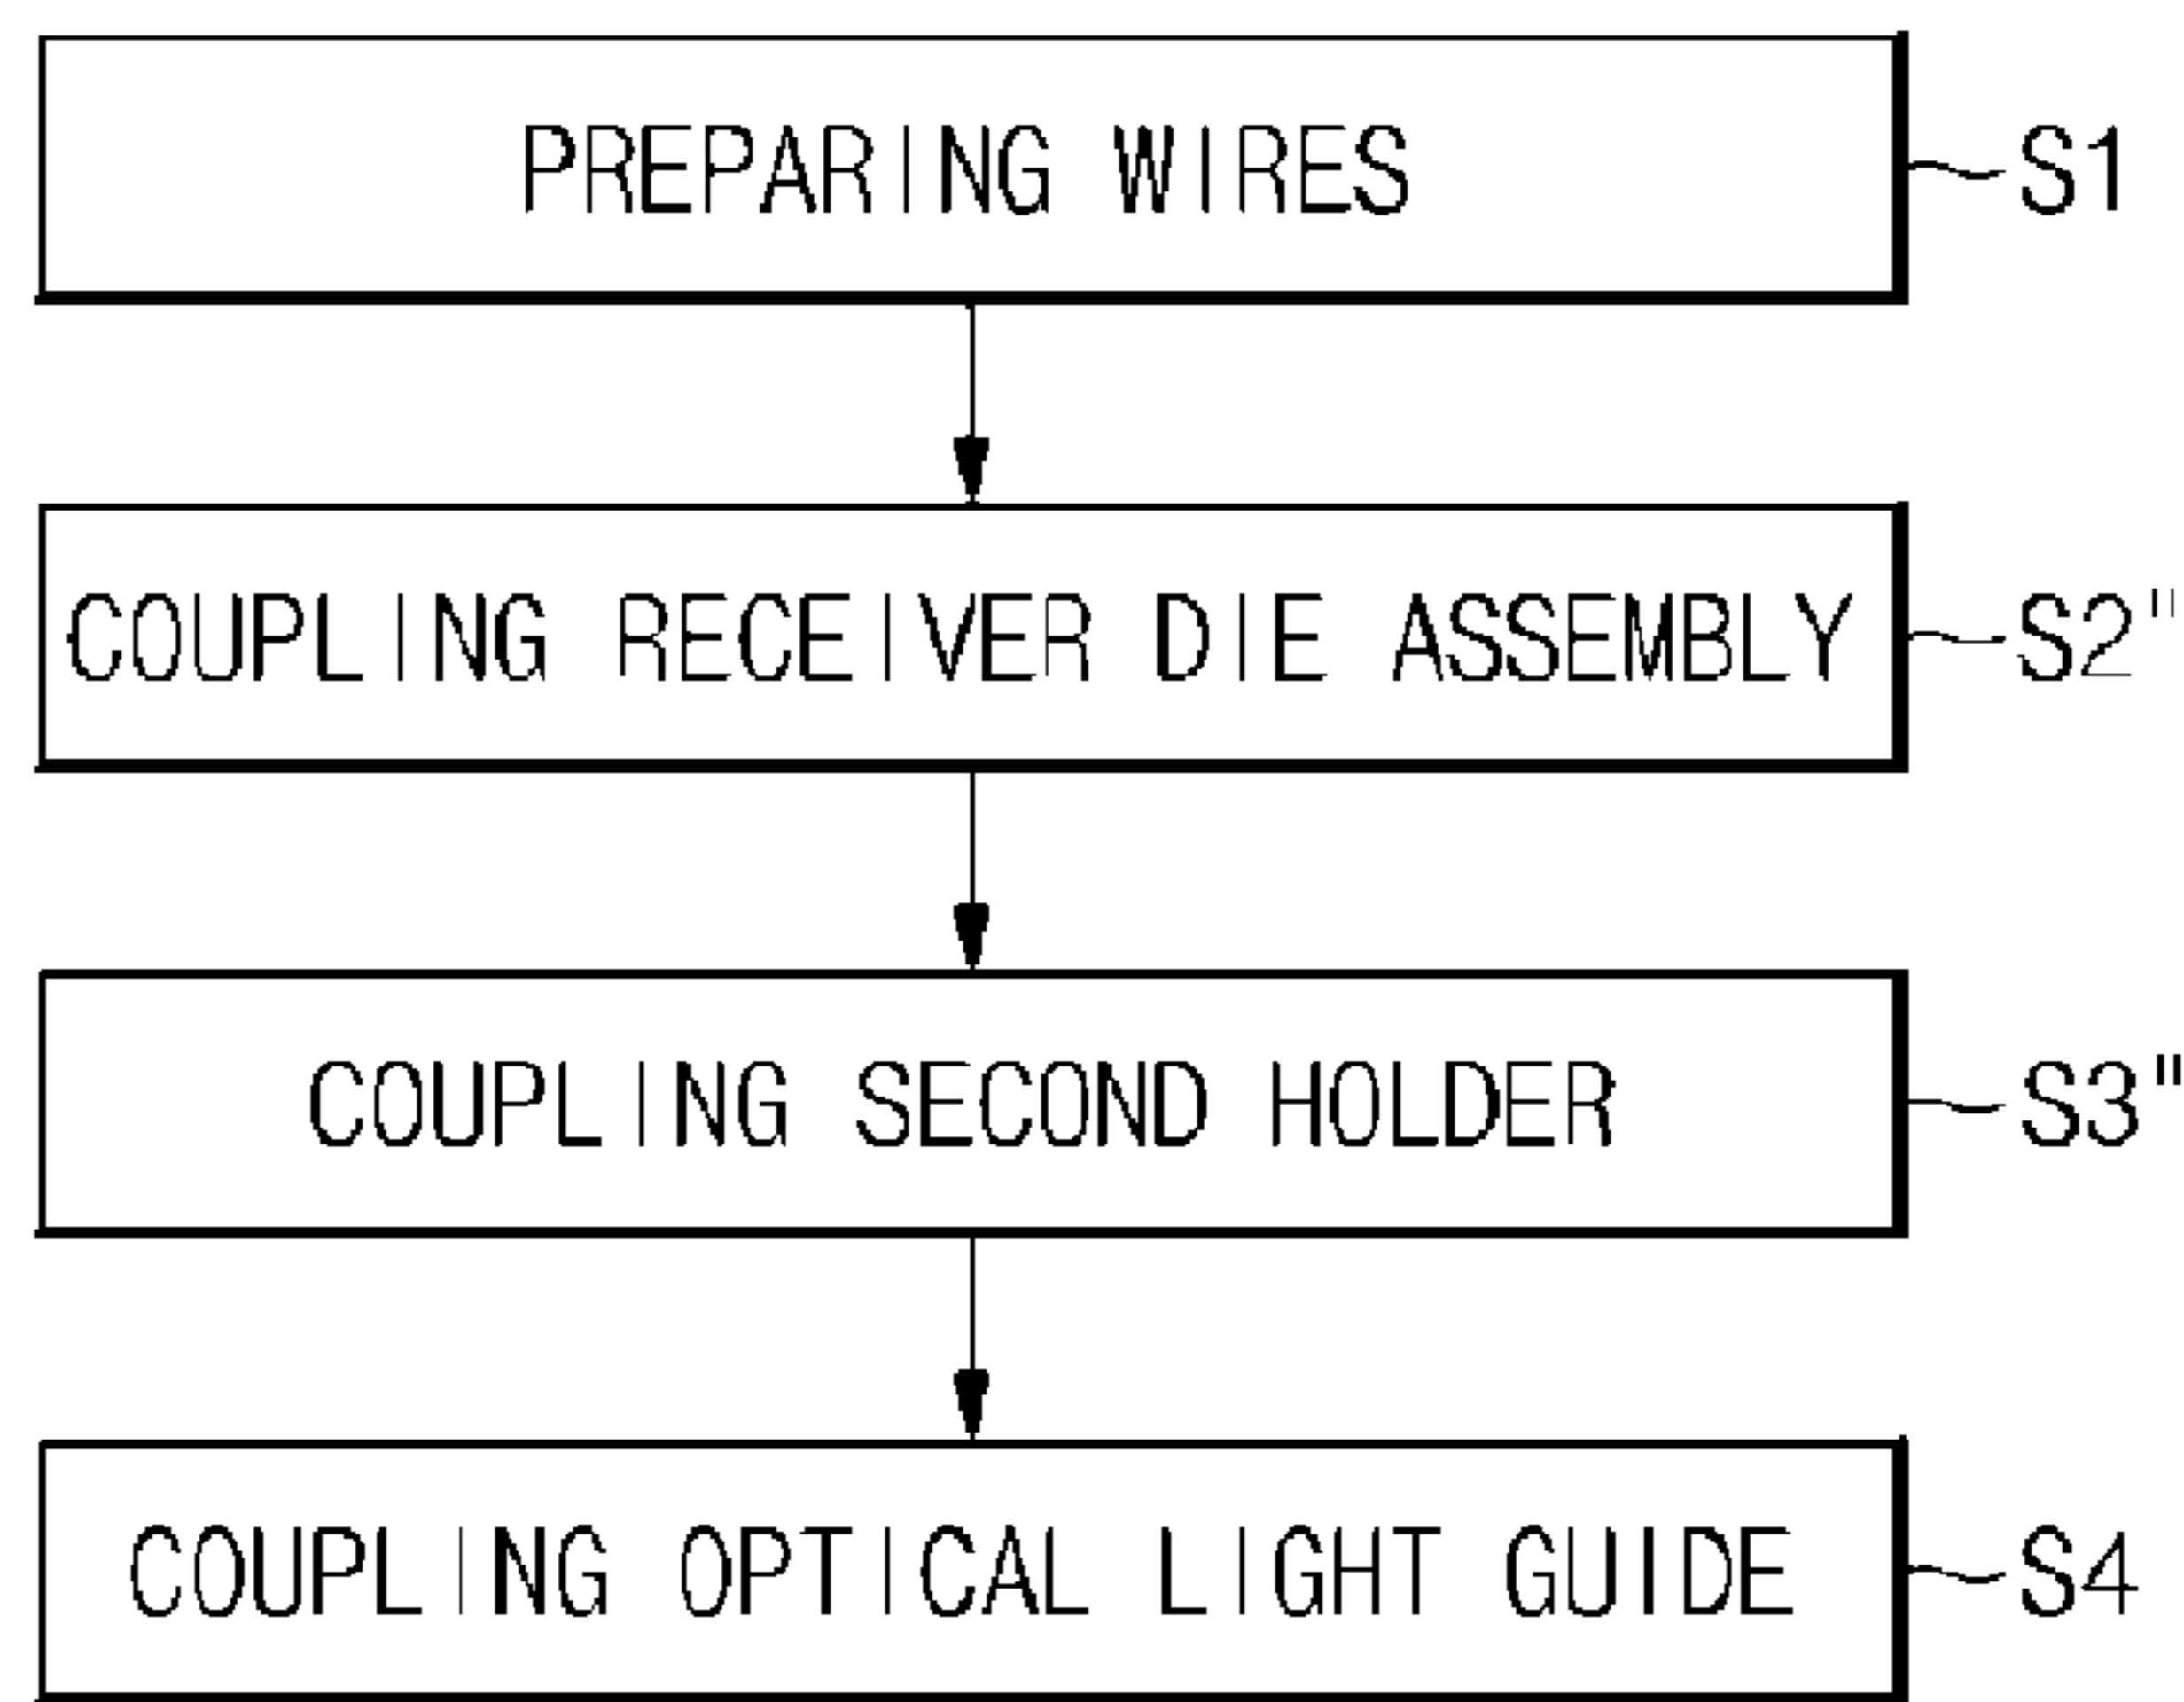 PREPARING WIRES S1
COUPLING RECEIVER DIE ASSEMBLY S2"
COUPLING SECOND HOLDER S3"
COUPLING OPTICAL LIGHT GUIDE S4